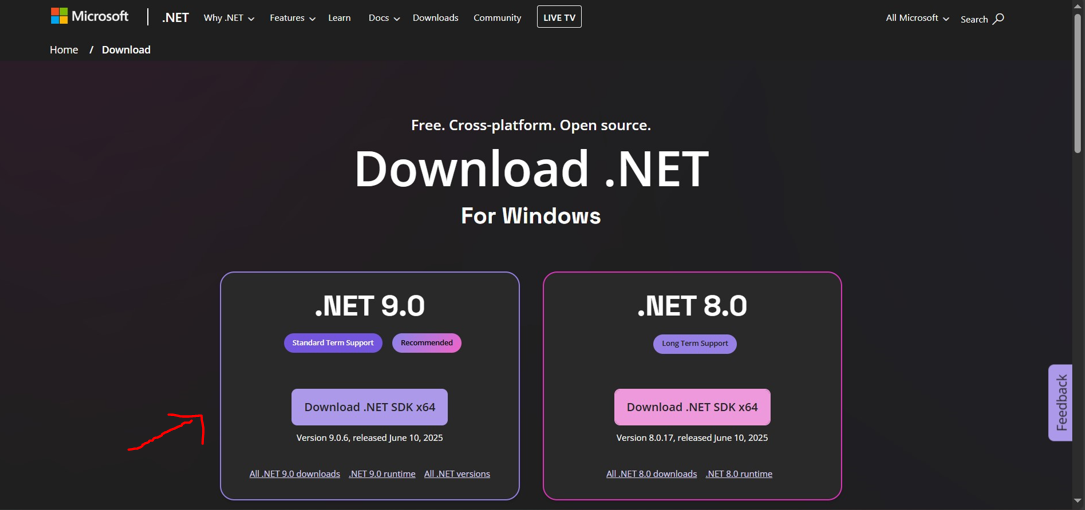 Microsoft .NET Why .NET Features Learn Docs Downloads Community LIVE TV All Microsoft Search
Home / Download
Free. Cross-platform. Open source.
Download .NET
For Windows
.NET 9.0
Standard Term Support Recommended
Download .NET SDK x64
Version 9.0.6, released June 10, 2025
All .NET 9.0 downloads .NET 9.0 runtime All .NET versions
.NET 8.0
Long Term Support
Download .NET SDK x64
Version 8.0.17, released June 10, 2025
All .NET 8.0 downloads .NET 8.0 runtime
Feedback